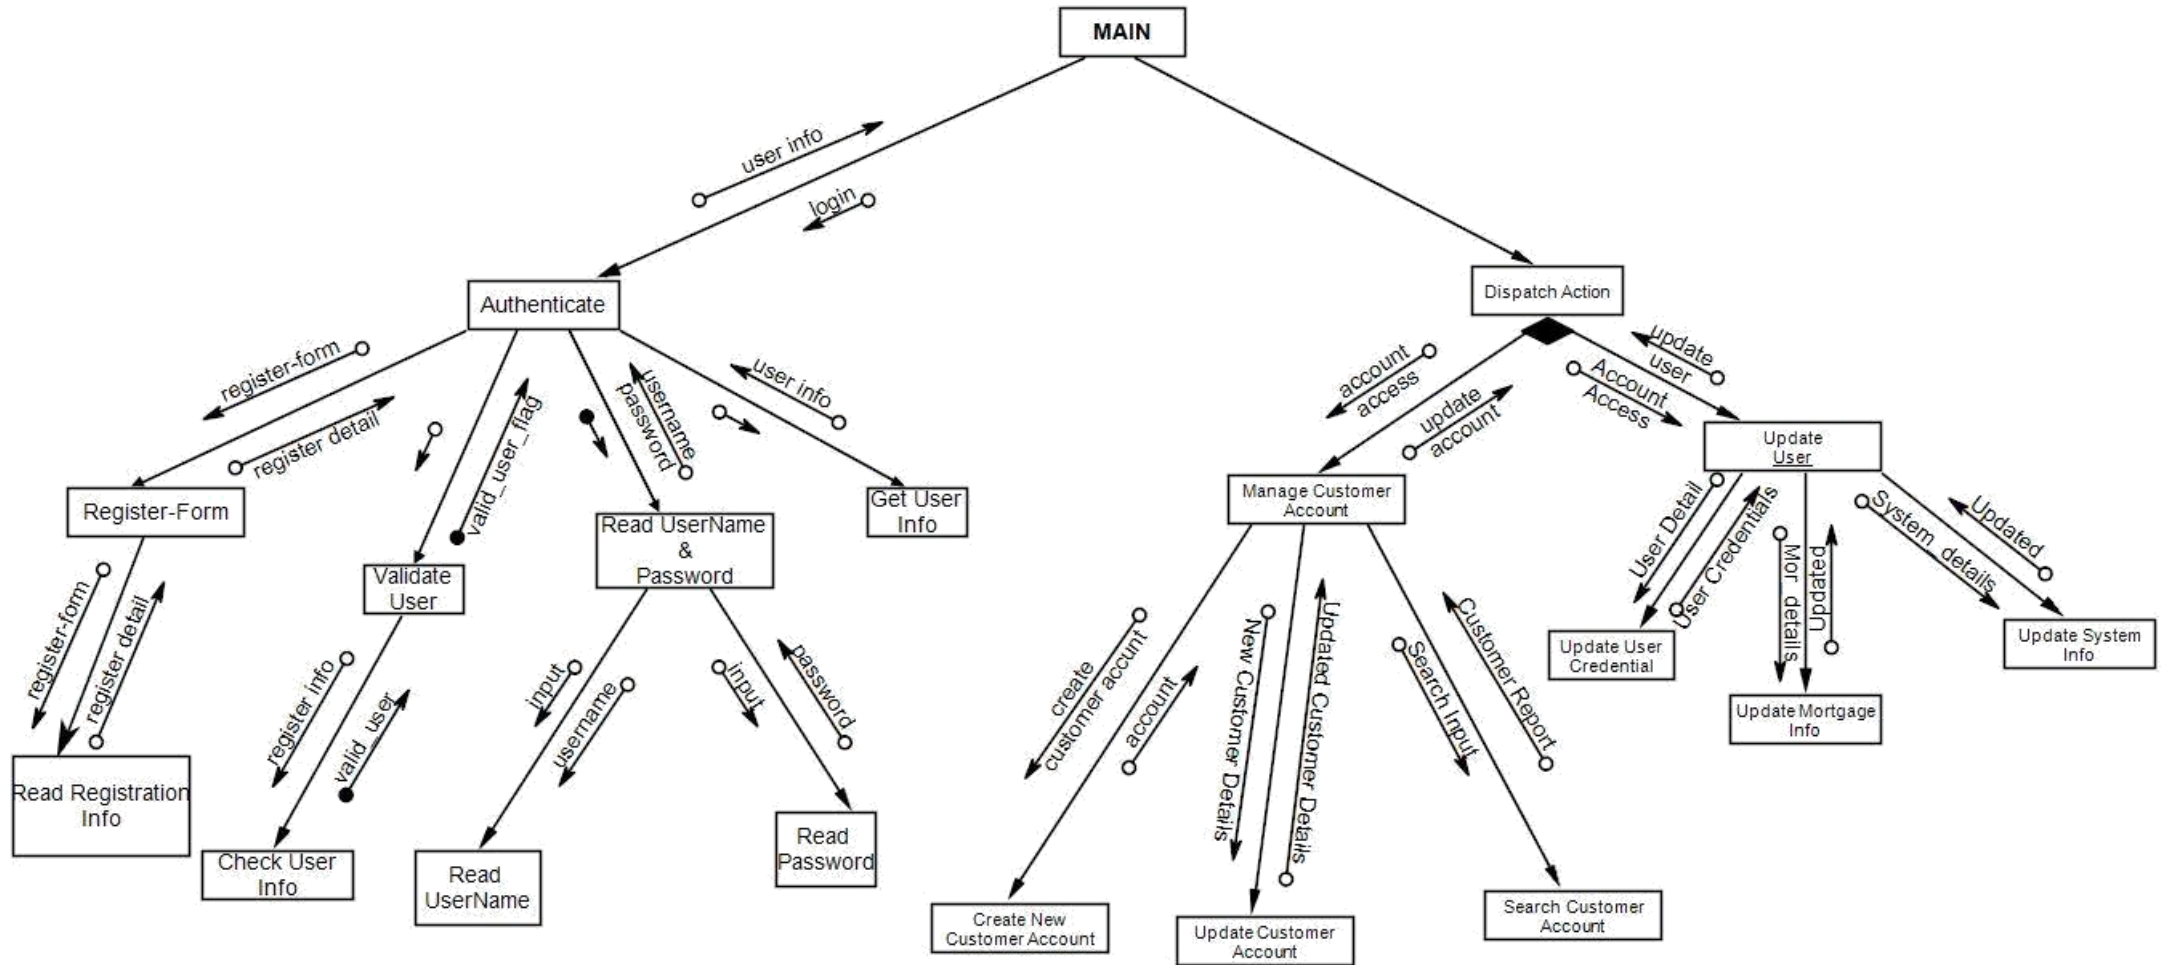 MAIN
user info
login
Authenticate
Dispatch Action
register-form
register detail
valid_user_flag
username
password
user info
account
access
update
account
update
user
Account
Access
Update
User
Register-Form
Validate
User
Read UserName
&
Password
Get User
Info
Manage Customer
Account
User Detail
User Credentials
Mor_details
Updated
System_details
Updated
register-form
register detail
register info
valid_user
input
username
input
password
create
customer account
account
New Customer Details
Updated Customer Details
Search Input
Customer Report
Update User
Credential
Update Mortgage
Info
Update System
Info
Read Registration
Info
Check User
Info
Read
UserName
Read
Password
Create New
Customer Account
Update Customer
Account
Search Customer
Account